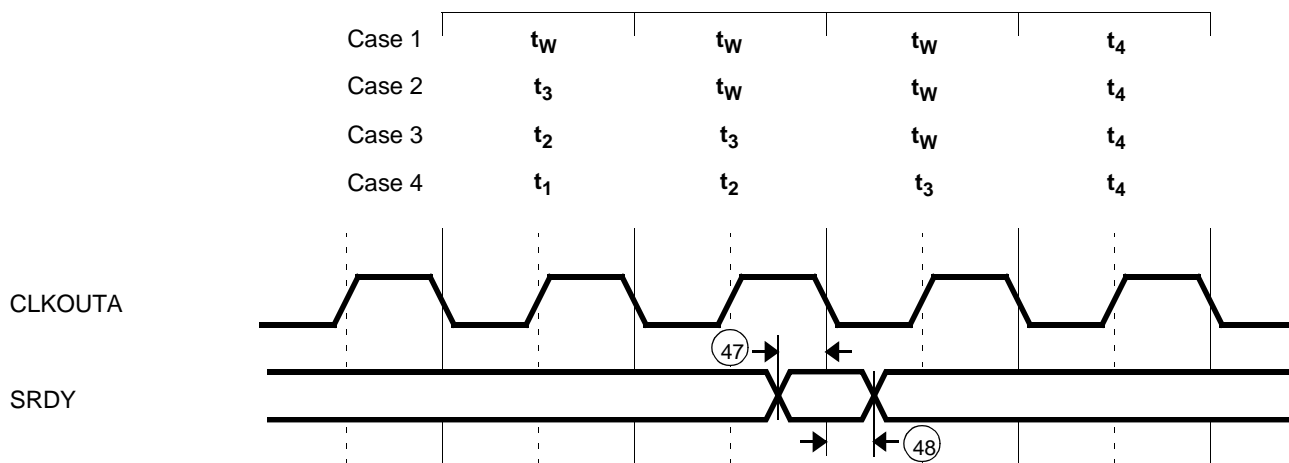 Case 1 tW tW tW t4
Case 2 t3 tW tW t4
Case 3 t2 t3 tW t4
Case 4 t1 t2 t3 t4
CLKOUTA
47
SRDY
48